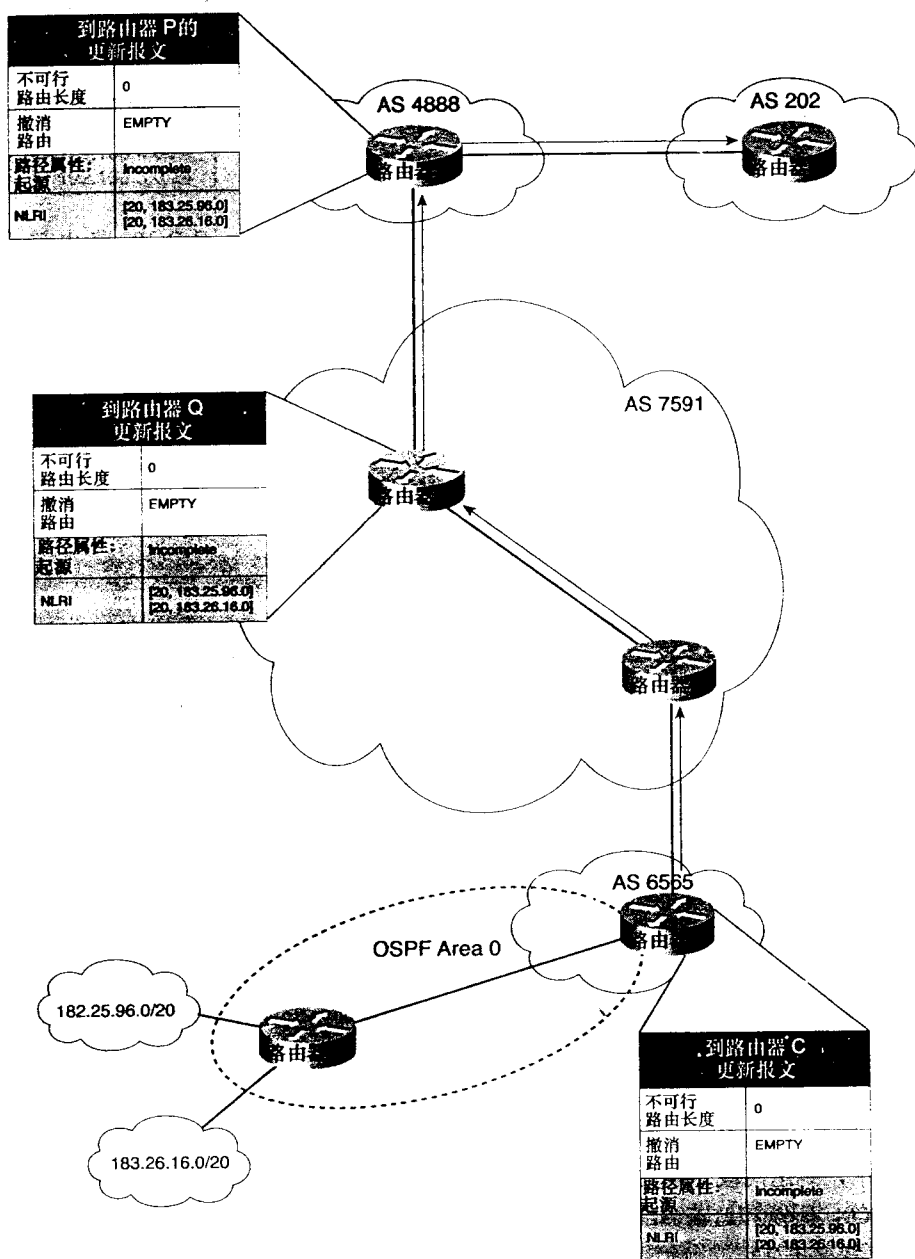 到路由器 P的
更新报文
不可行
路由长度
0
撤消
路由
EMPTY
路径属性:
起源
Incomplete
NLRI
[20, 183.25.96.0]
[20, 183.26.16.0]
AS 4888
路由器
AS 202
路由器
AS 7591
到路由器 Q
更新报文
不可行
路由长度
0
撤消
路由
EMPTY
路径属性:
起源
Incomplete
NLRI
[20, 183.25.96.0]
[20, 183.26.16.0]
路由器
路由器
AS 6565
路由器
OSPF Area 0
182.25.96.0/20
路由器
183.26.16.0/20
到路由器 C
更新报文
不可行
路由长度
0
撤消
路由
EMPTY
路径属性:
起源
Incomplete
NLRI
[20, 183.25.96.0]
[20, 183.26.16.0]